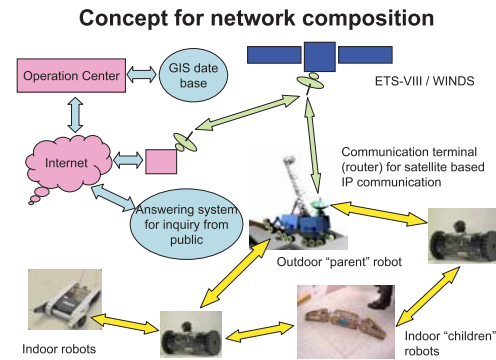 Concept for network composition
Operation Center
GIS date
base
ETS-VIII / WINDS
Internet
Communication terminal
(router) for satellite based
IP communication
Answering system
for inquiry from
public
Outdoor “parent” robot
Indoor robots
Indoor “children”
robots